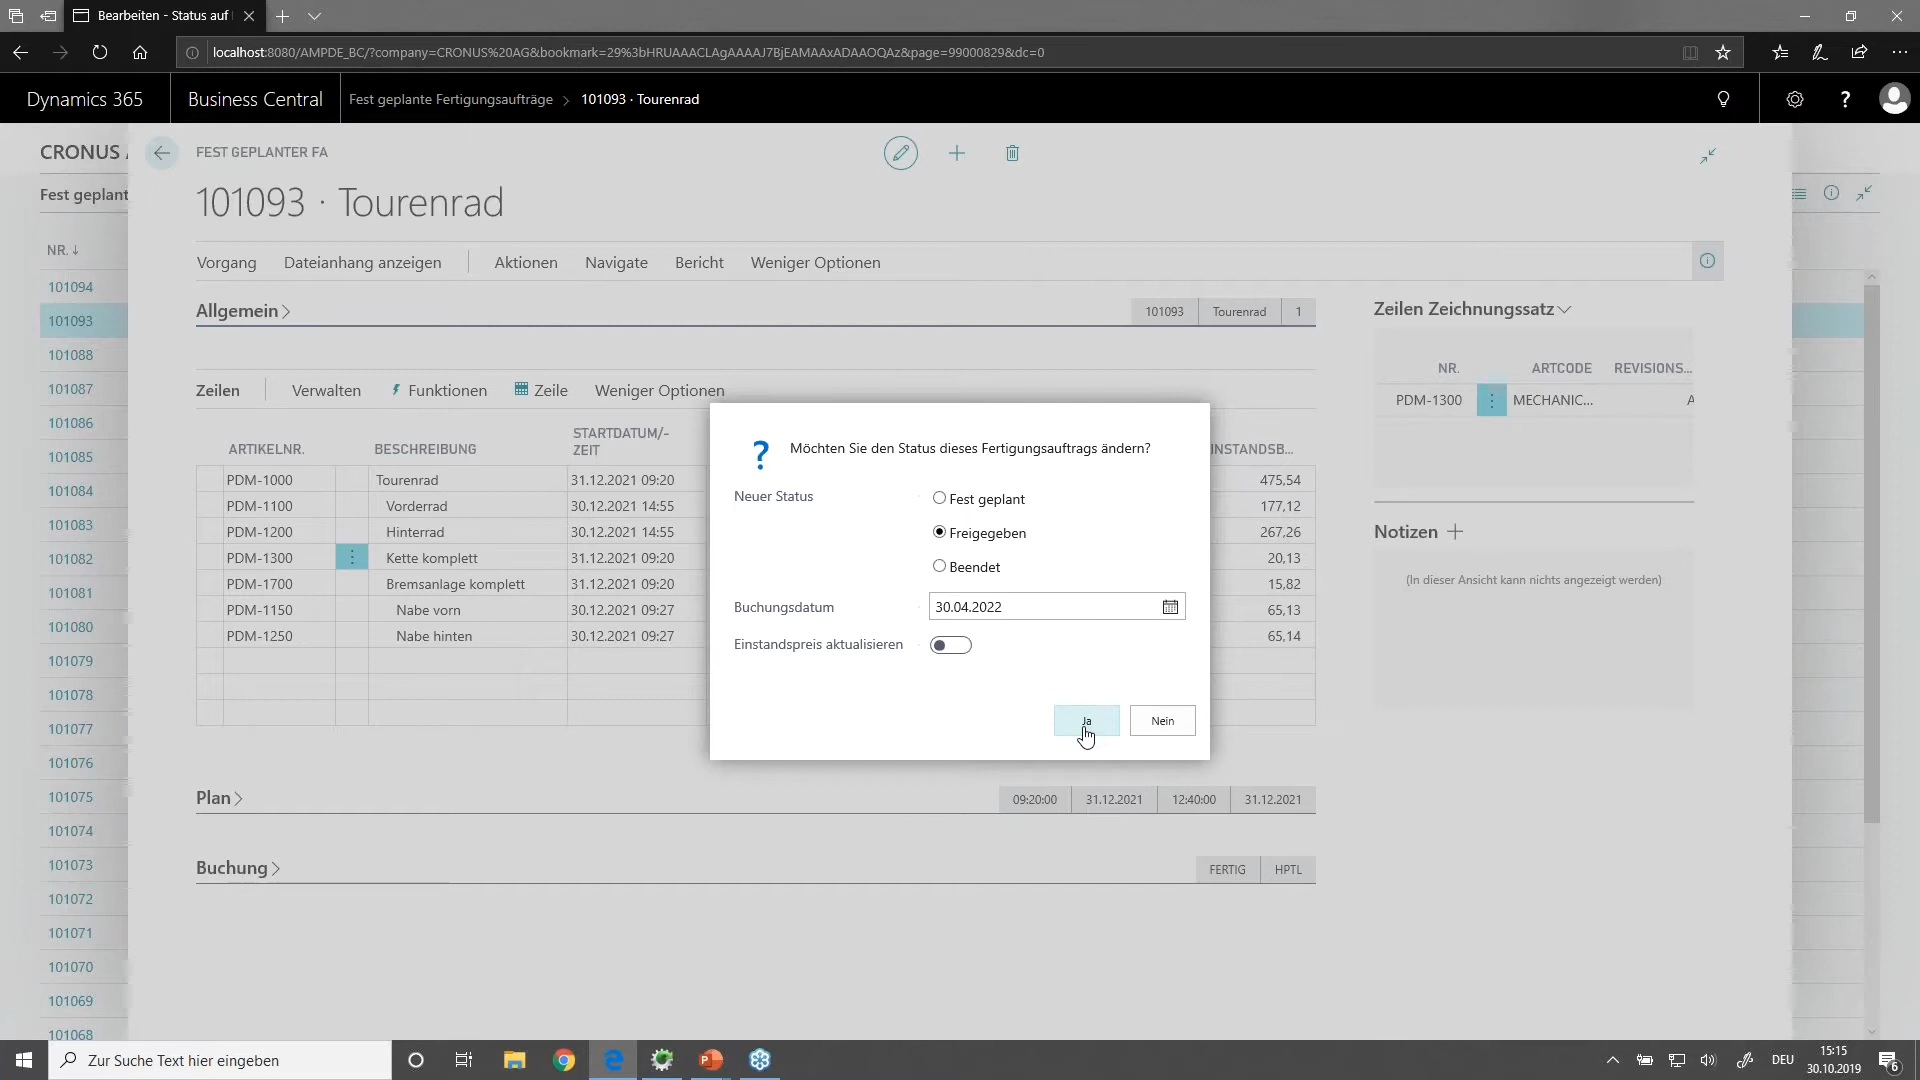 Bearbeiten - Status auf
localhost:8080/AMPDE_BC/?company=CRONUS%20AG&bookmark=29%3bHRUAAACLAgAAAAJ7BjEAMAAxADAAOQAz&page=99000829&dc=0
Dynamics 365
Business Central
Fest geplante Fertigungsaufträge > 101093 · Tourenrad
?
CRONUS
Fest geplant
NR. ↓
101094
101093
101088
101087
101086
101085
101084
101083
101082
101081
101080
101079
101078
101077
101076
101075
101074
101073
101072
101071
101070
101069
101068
FEST GEPLANTER FA
101093 · Tourenrad
Vorgang Dateianhang anzeigen Aktionen Navigate Bericht Weniger Optionen
Allgemein >
101093 Tourenrad 1
Zeilen Verwalten Funktionen Zeile Weniger Optionen
ARTIKELNR. BESCHREIBUNG STARTDATUM/-ZEIT INSTANDSB...
PDM-1000 Tourenrad 31.12.2021 09:20 475,54
PDM-1100 Vorderrad 30.12.2021 14:55 177,12
PDM-1200 Hinterrad 30.12.2021 14:55 267,26
PDM-1300 Kette komplett 31.12.2021 09:20 20,13
PDM-1700 Bremsanlage komplett 31.12.2021 09:20 15,82
PDM-1150 Nabe vorn 30.12.2021 09:27 65,13
PDM-1250 Nabe hinten 30.12.2021 09:27 65,14
? Möchten Sie den Status dieses Fertigungsauftrags ändern?
Neuer Status
Fest geplant
Freigegeben
Beendet
Buchungsdatum 30.04.2022
Einstandspreis aktualisieren
Ja Nein
Plan >
09:20:00 31.12.2021 12:40:00 31.12.2021
Buchung >
FERTIG HPTL
Zeilen Zeichnungssatz
NR. ARTCODE REVISIONS...
PDM-1300 MECHANIC... A
Notizen +
(In dieser Ansicht kann nichts angezeigt werden)
Zur Suche Text hier eingeben
DEU
15:15
30.10.2019
6